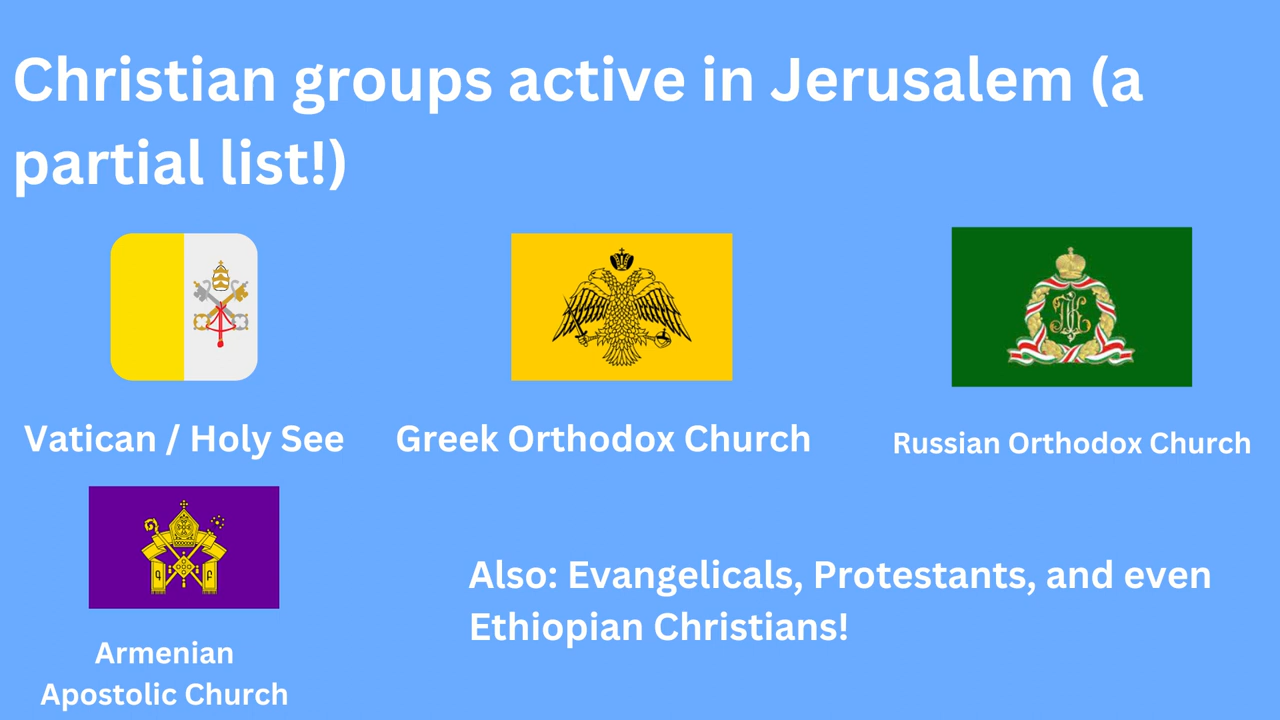 Christian groups active in Jerusalem (a
partial list!)
Vatican / Holy See
Greek Orthodox Church
Russian Orthodox Church
Armenian
Apostolic Church
Also: Evangelicals, Protestants, and even
Ethiopian Christians!